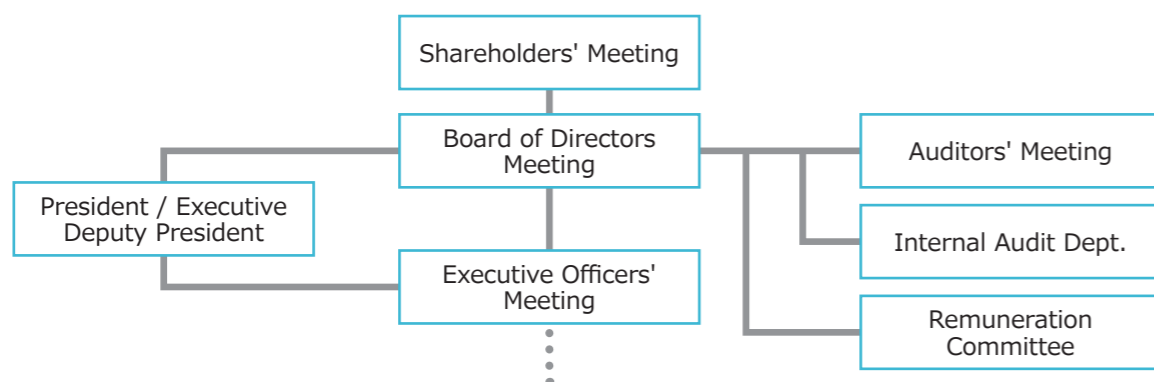 Shareholders' Meeting
Board of Directors
Meeting
Auditors' Meeting
President / Executive
Deputy President
Internal Audit Dept.
Executive Officers'
Meeting
Remuneration
Committee